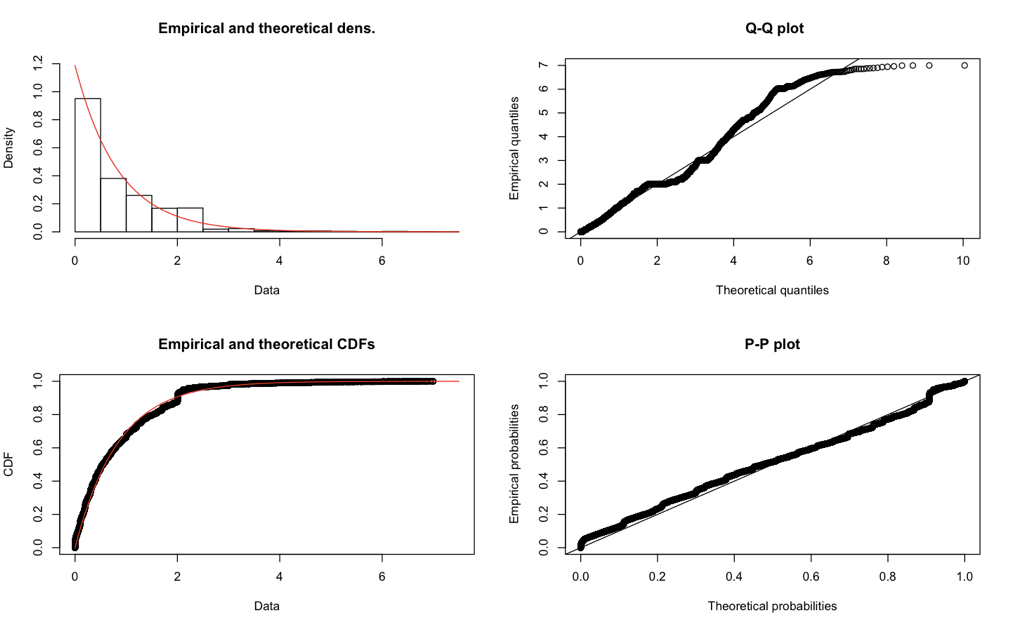 Empirical and theoretical dens.
Density
0.0 0.2 0.4 0.6 0.8 1.0 1.2
0 2 4 6
Data
Q-Q plot
Empirical quantiles
0 1 2 3 4 5 6 7
0 2 4 6 8 10
Theoretical quantiles
Empirical and theoretical CDFs
CDF
0.0 0.2 0.4 0.6 0.8 1.0
0 2 4 6
Data
P-P plot
Empirical probabilities
0.0 0.2 0.4 0.6 0.8 1.0
0.0 0.2 0.4 0.6 0.8 1.0
Theoretical probabilities